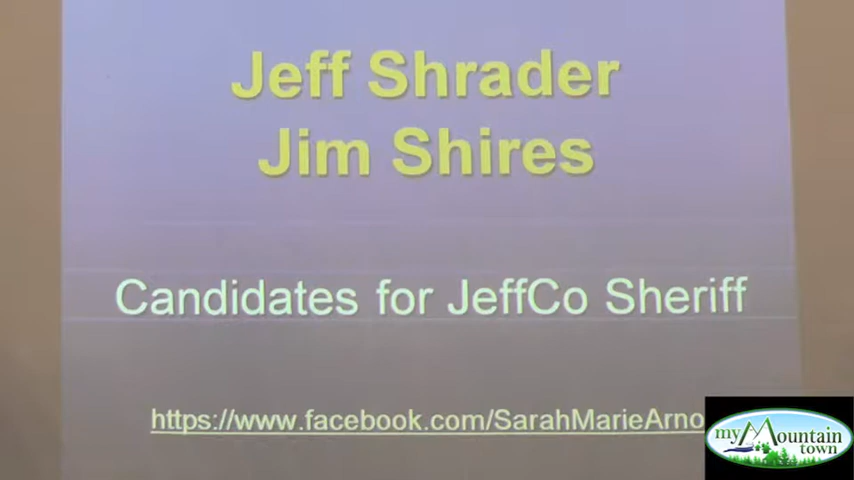 Jeff Shrader
Jim Shires
Candidates for JeffCo Sheriff
https://www.facebook.com/SarahMarieArno
my Mountain
town